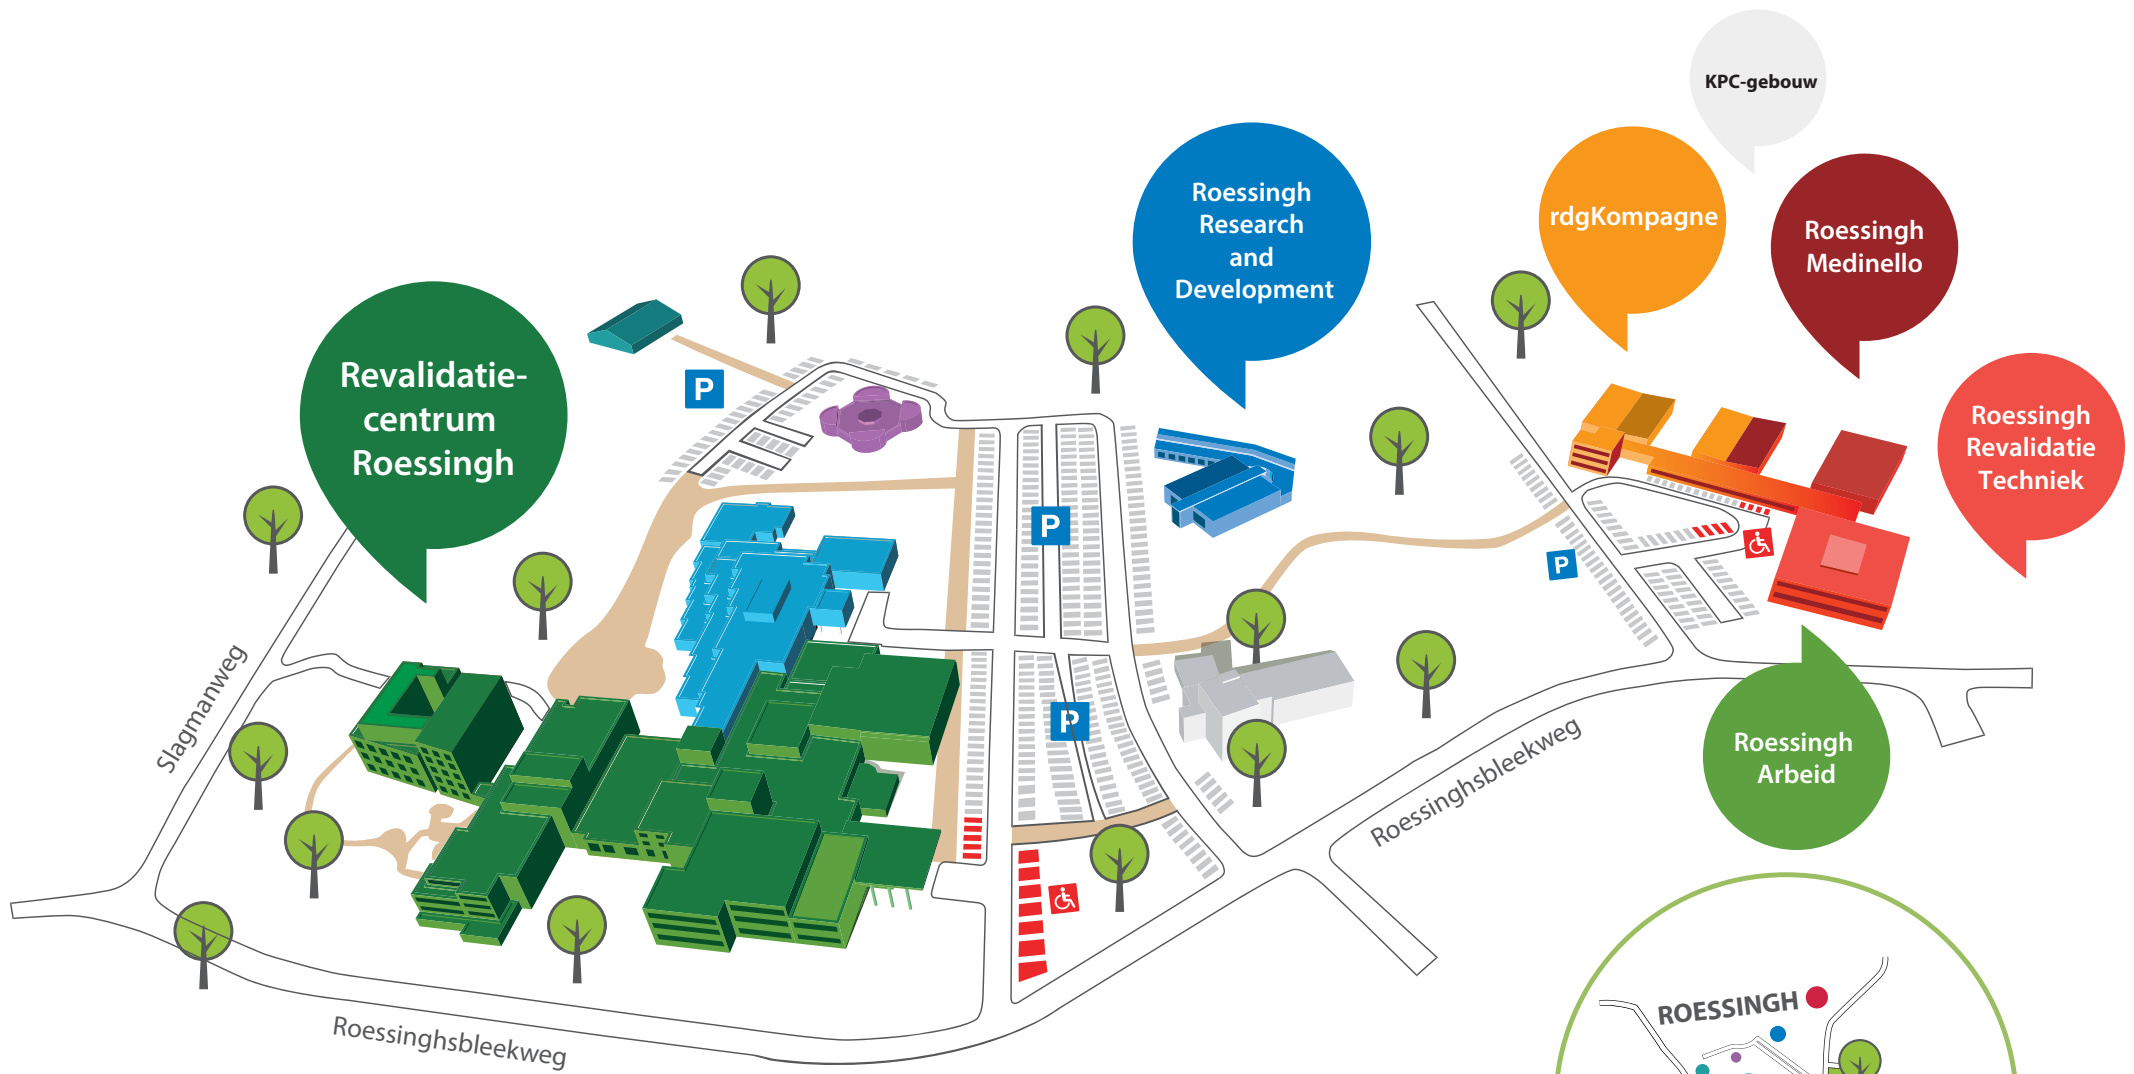 KPC-gebouw
Roessingh
Research
and
Development
rdgKompagne
Roessingh
Medinello
Revalidatie-
centrum
Roessingh
P
Roessingh
Revalidatie
Techniek
P
P
P
Slagmanweg
Roessinghsbleekweg
Roessingh
Arbeid
Roessinghsbleekweg
ROESSINGH